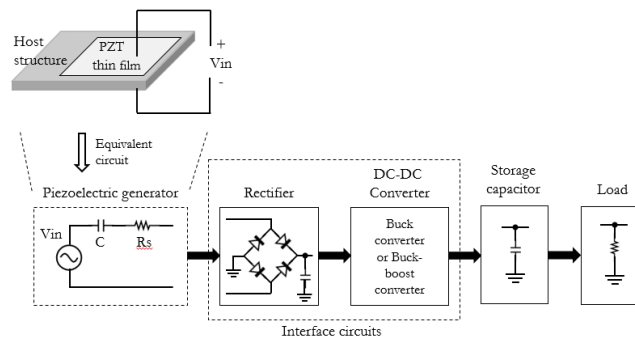 Host
structure
PZT
thin film
+
Vin
-
Equivalent
circuit
Piezoelectric generator
Vin
C
Rs
Rectifier
DC-DC
Converter
Buck
converter
or Buck-
boost
converter
Interface circuits
Storage
capacitor
Load